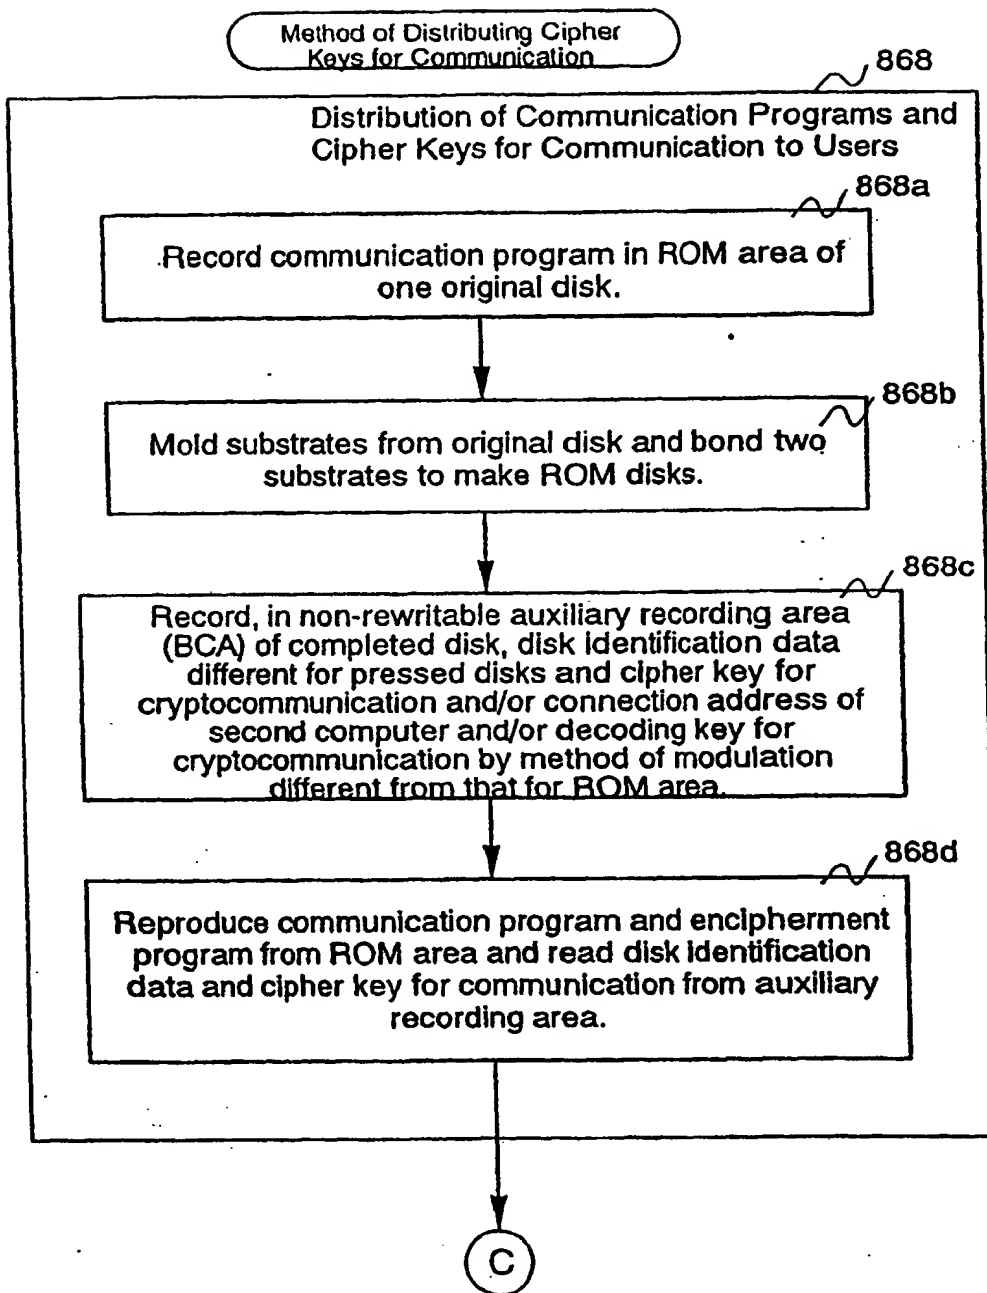 Method of Distributing Cipher
Keys for Communication
868
Distribution of Communication Programs and
Cipher Keys for Communication to Users
868a
Record communication program in ROM area of
one original disk.
868b
Mold substrates from original disk and bond two
substrates to make ROM disks.
868c
Record, in non-rewritable auxiliary recording area
(BCA) of completed disk, disk identification data
different for pressed disks and cipher key for
cryptocommunication and/or connection address of
second computer and/or decoding key for
cryptocommunication by method of modulation
different from that for ROM area.
868d
Reproduce communication program and encipherment
program from ROM area and read disk identification
data and cipher key for communication from auxiliary
recording area.
C